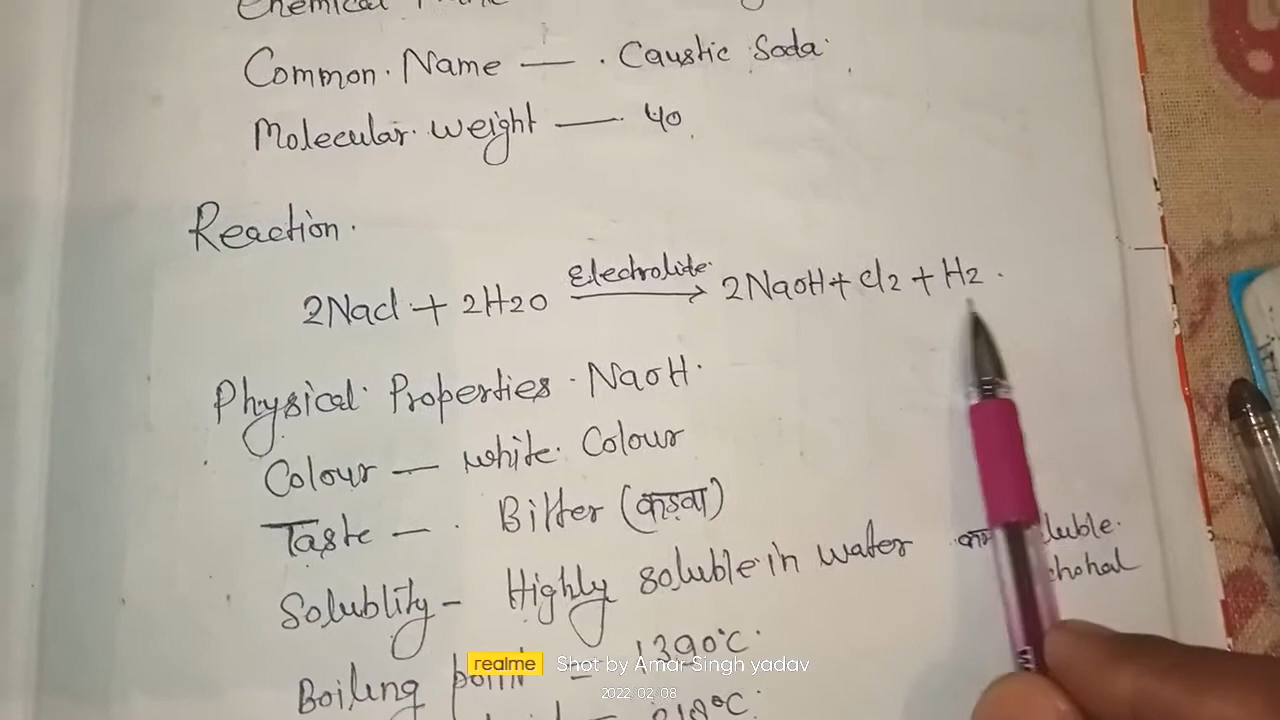 Common Name — Caustic Soda
Molecular weight — 40
Reaction.
2Nacl + 2H2O Electrolite 2NaoH + cl2 + H2
Physical Properties NaoH
Colour — white Colour
Taste — Bitter (कड़वा)
Solublity - Highly soluble in water
Boiling point = 1390°C
realme Shot by Amar Singh yadav
2022.02.08